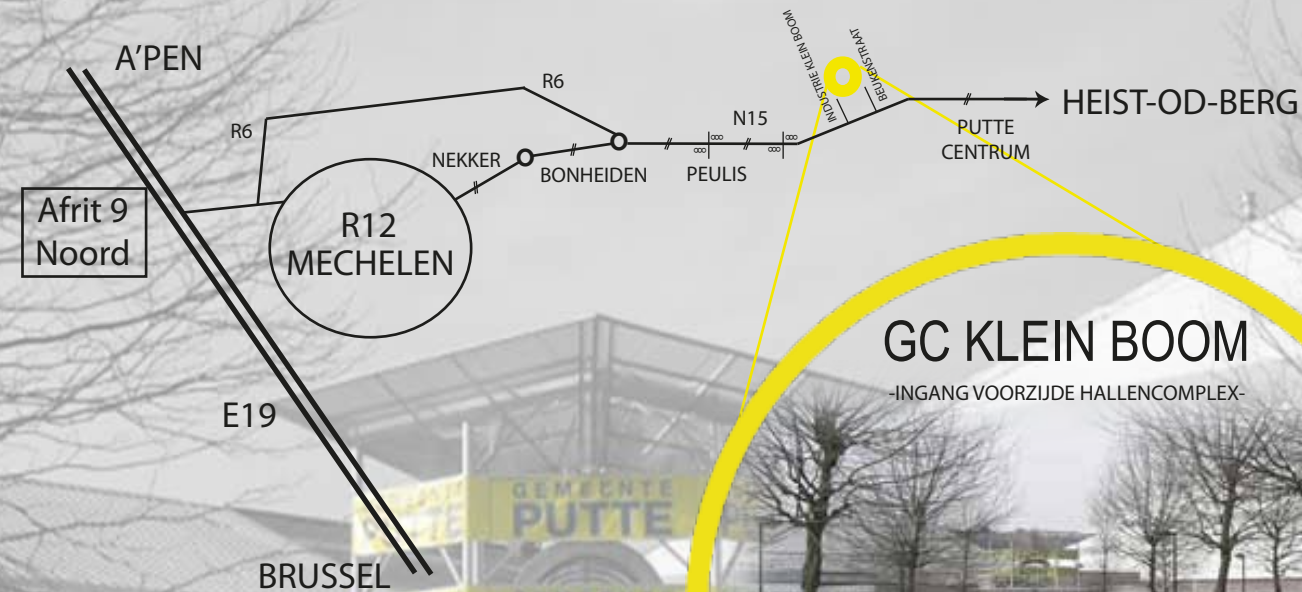 A'PEN
R6
R6
Afrit 9
Noord
R12
MECHELEN
NEKKER
BONHEIDEN
PEULIS
N15
INDUSTRIE KLEIN BOOM
BEUKENSTRAAT
HEIST-OD-BERG
PUTTE
CENTRUM
E19
BRUSSEL
GC KLEIN BOOM
-INGANG VOORZIJDE HALLENCOMPLEX-
GEMEENTE
PUTTE